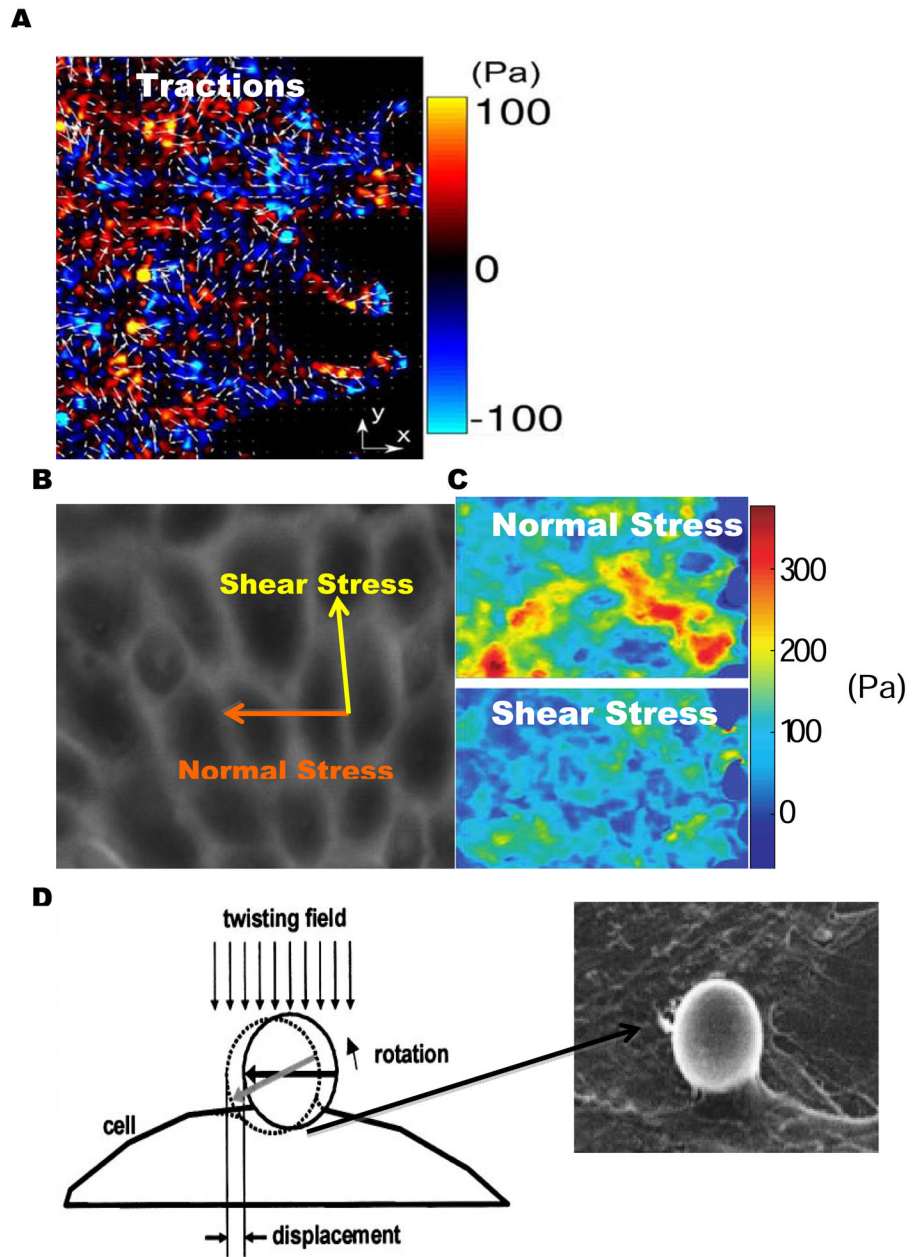 A
Tractions
(Pa)
100
0
-100
y
x
B
Shear Stress
Normal Stress
C
Normal Stress
Shear Stress
300
200
100
0
(Pa)
D
twisting field
rotation
cell
displacement